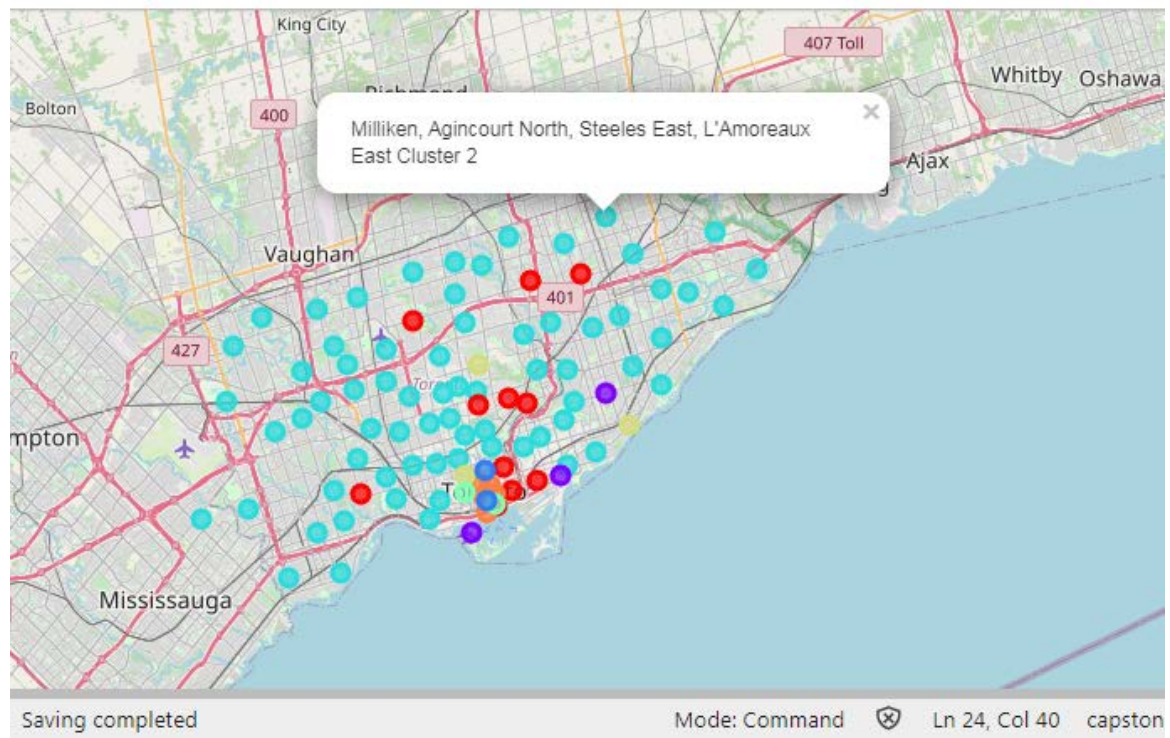 King City
407 Toll
Whitby
Oshawa
Bolton
400
Milliken, Agincourt North, Steeles East, L'Amoreaux
East Cluster 2
×
Ajax
Vaughan
401
427
Mississauga
Saving completed
Mode: Command
Ln 24, Col 40
capston